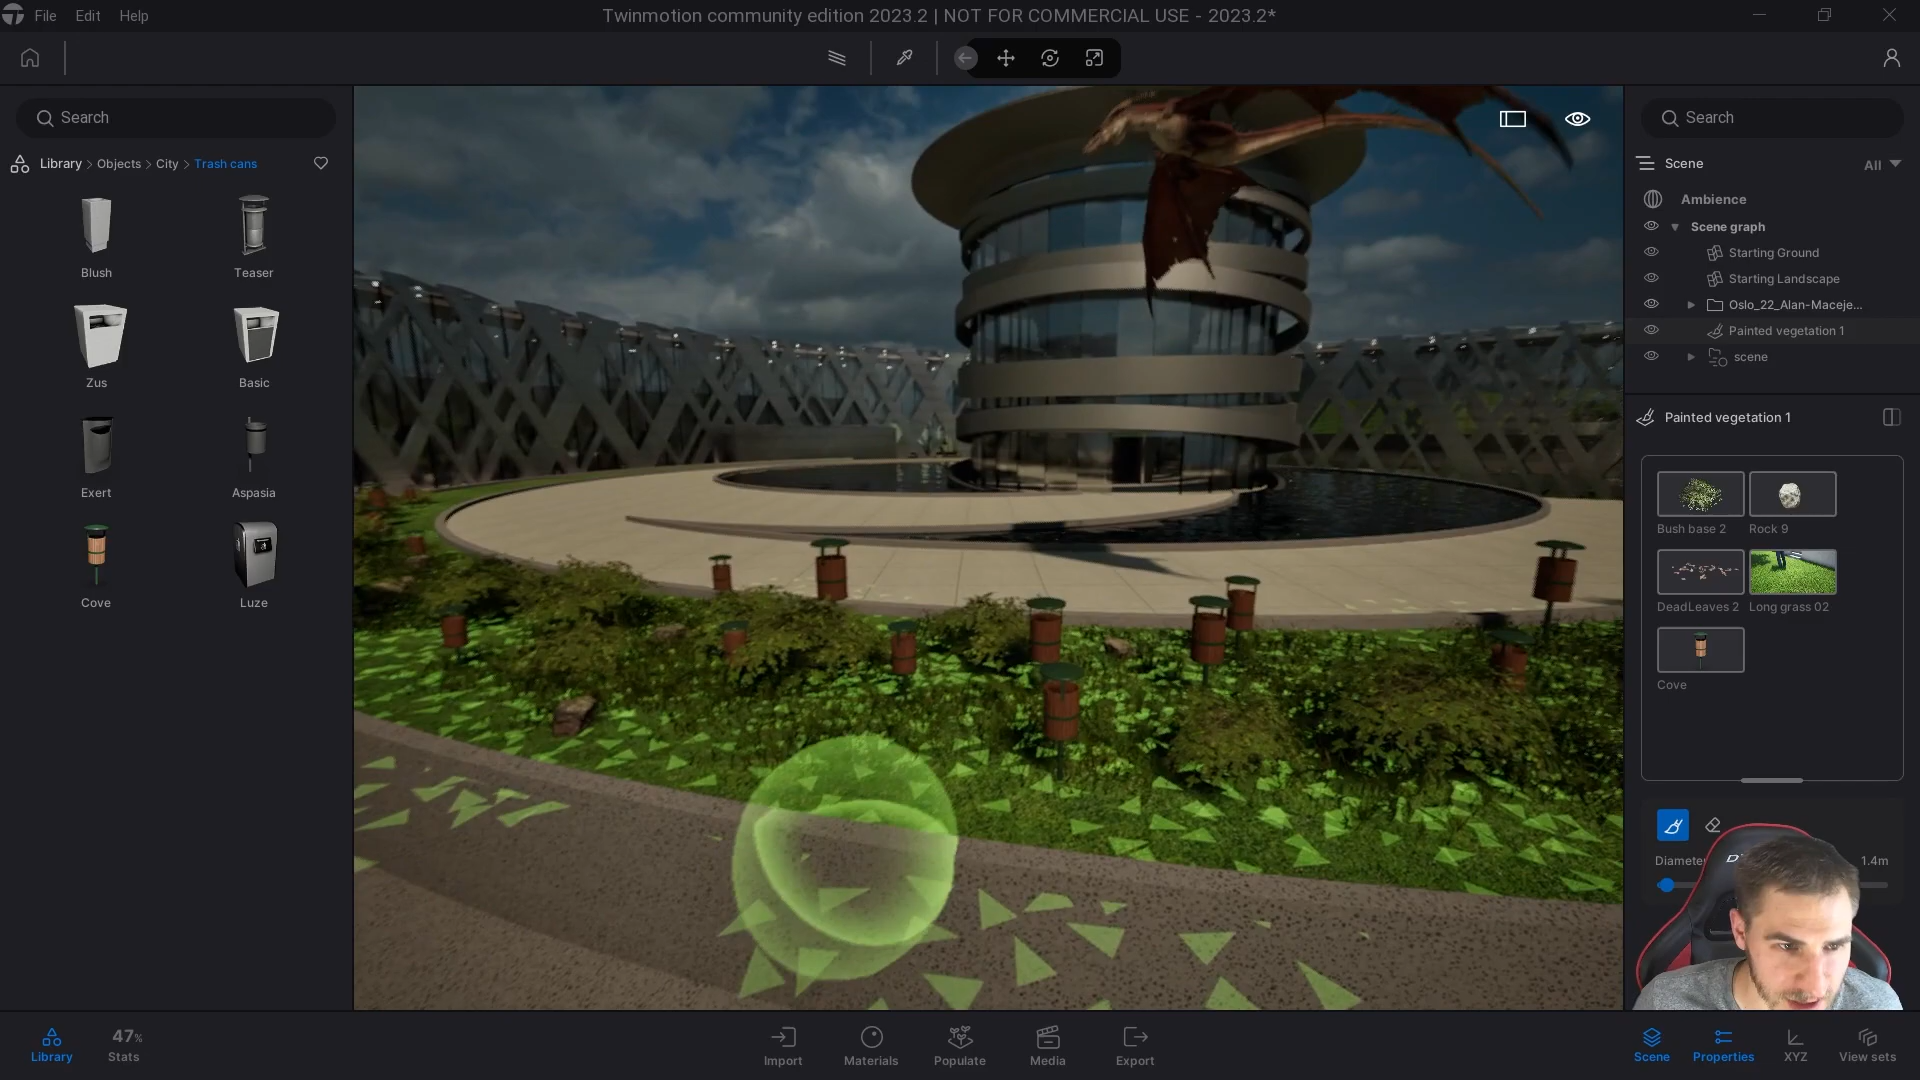 File Edit Help
Twinmotion community edition 2023.2 | NOT FOR COMMERCIAL USE - 2023.2*
Search
Library > Objects > City > Trash cans
Blush
Teaser
Zus
Basic
Exert
Aspasia
Cove
Luze
Search
Scene
All
Ambience
Scene graph
Starting Ground
Starting Landscape
Oslo_22_Alan-Maceje...
Painted vegetation 1
scene
Painted vegetation 1
Bush base 2
Rock 9
DeadLeaves 2
Long grass 02
Cove
Diameter
1.4m
47%
Library
Stats
Import
Materials
Populate
Media
Export
Scene
Properties
XYZ
View sets